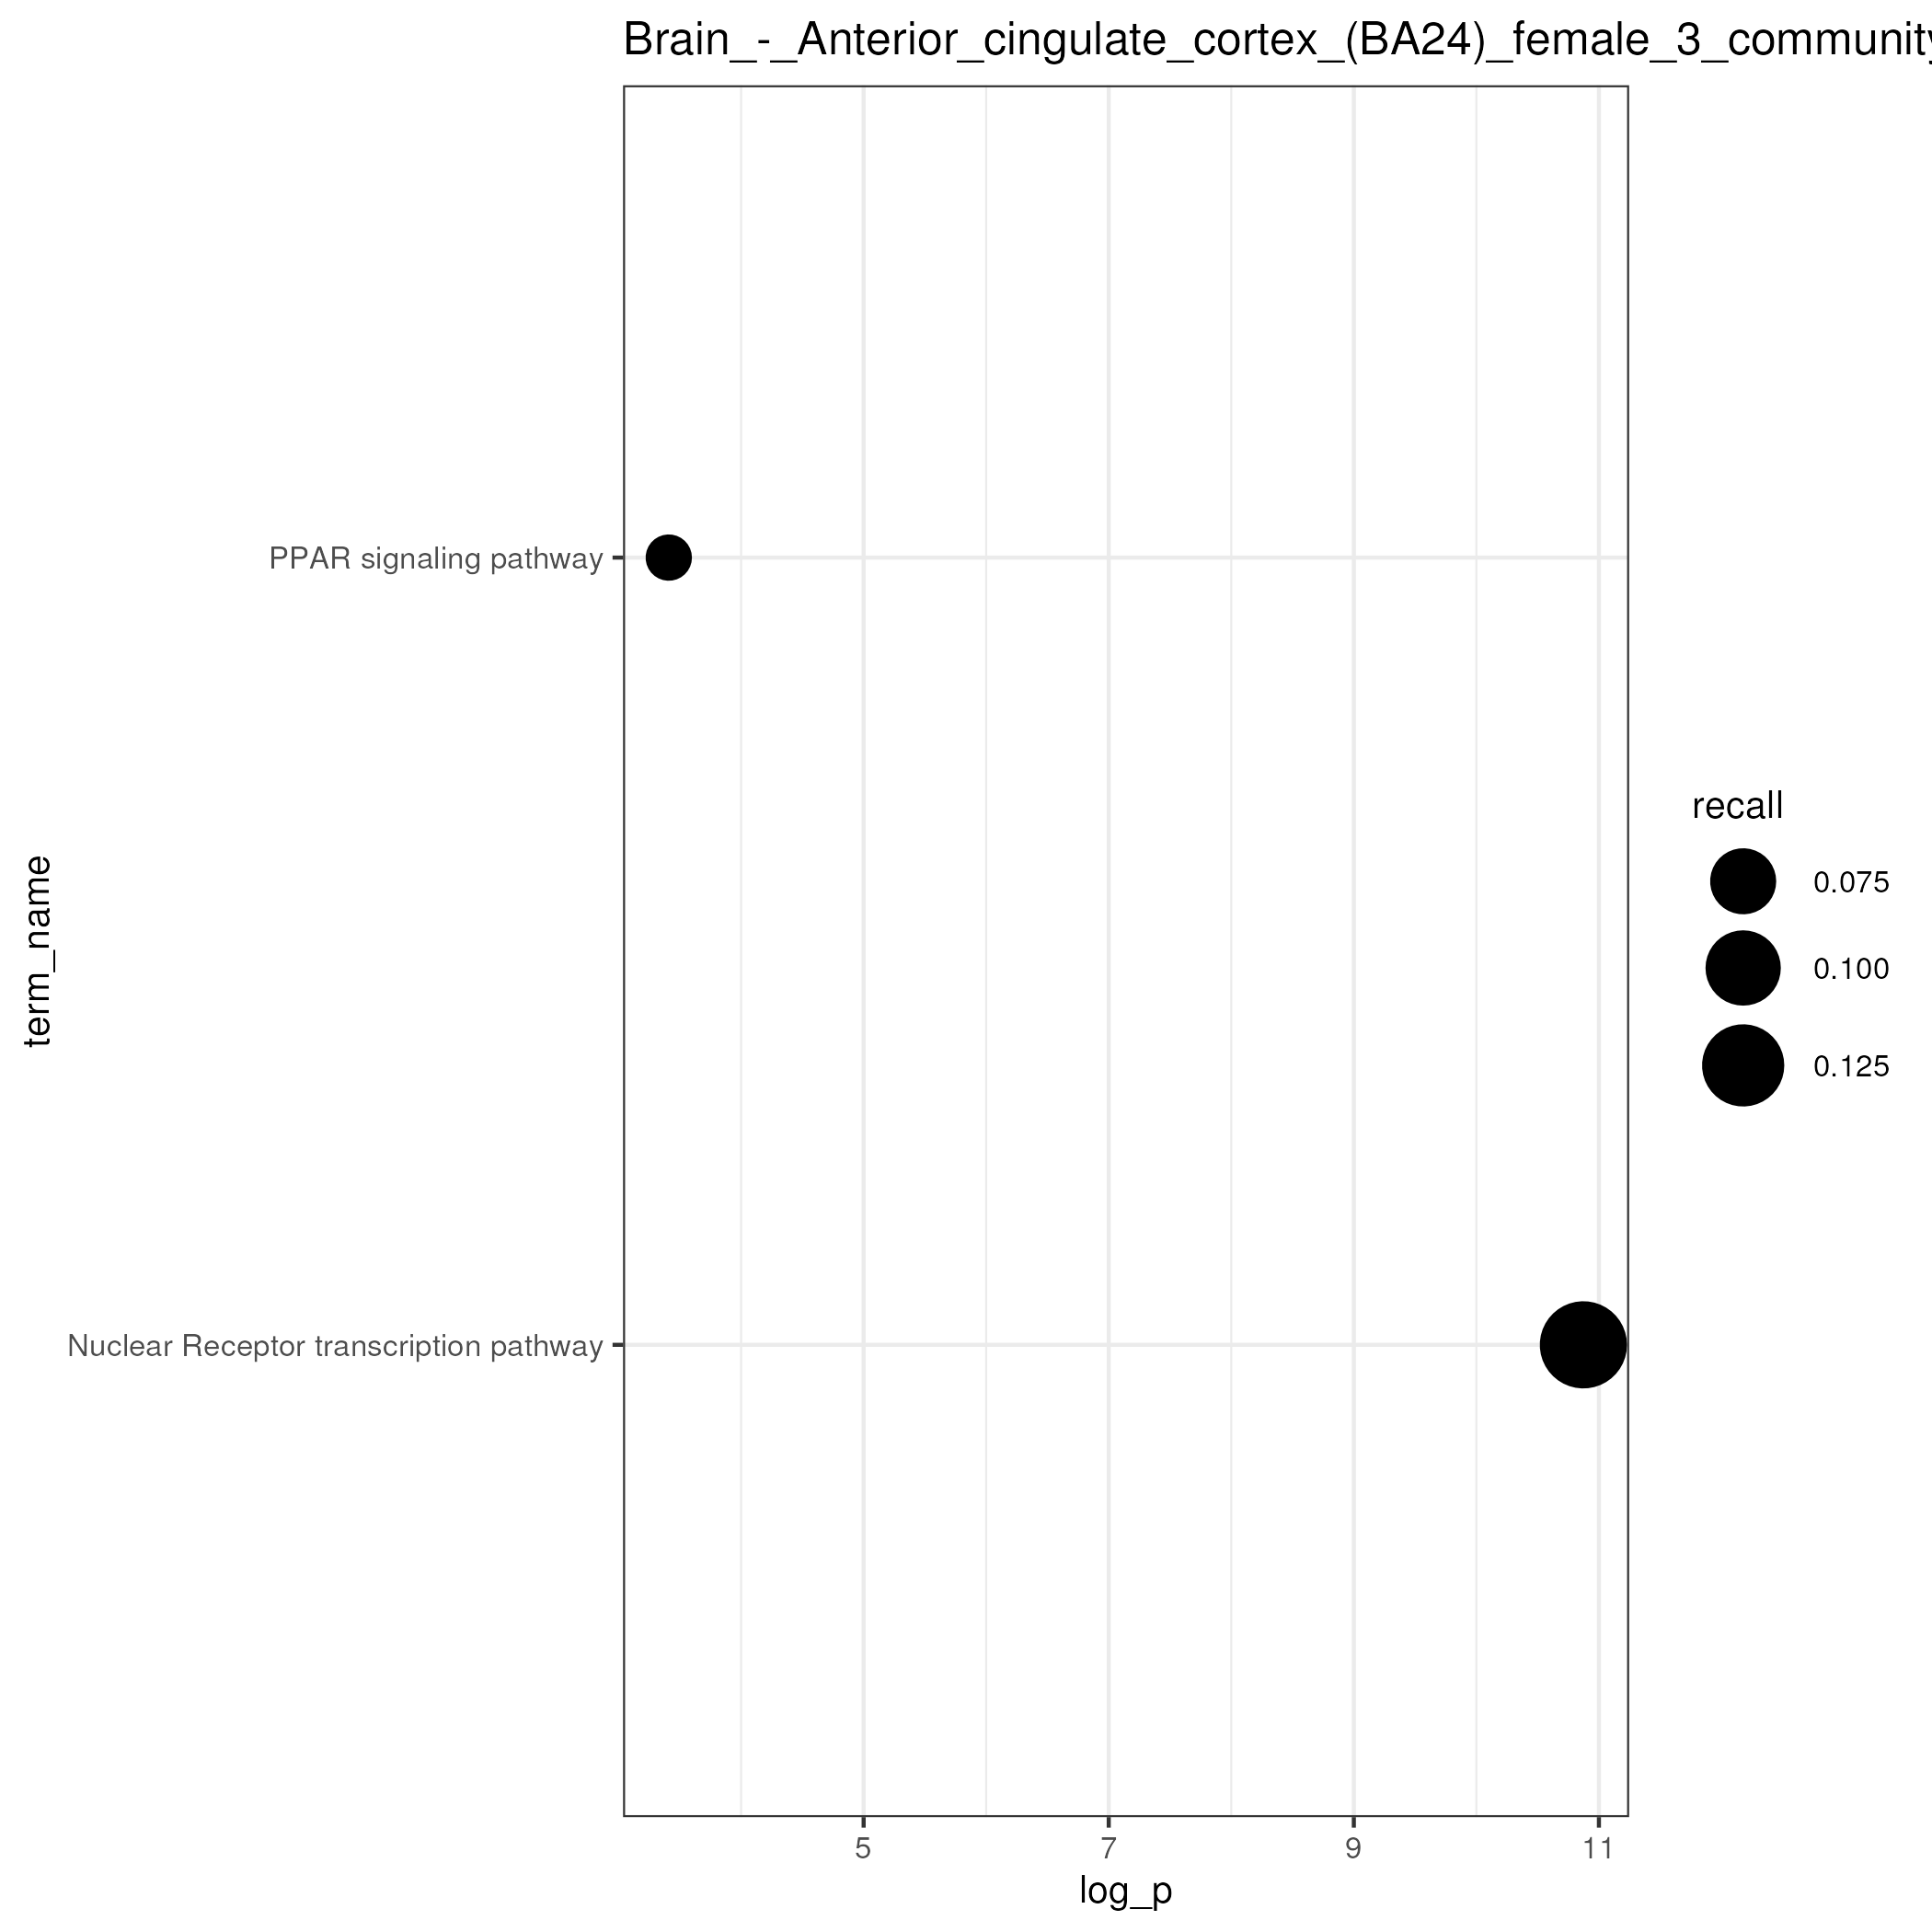 Brain_-_Anterior_cingulate_cortex_(BA24)_female_3_community
PPAR signaling pathway
Nuclear Receptor transcription pathway
term_name
5 7 9 11
log_p
recall
0.075
0.100
0.125